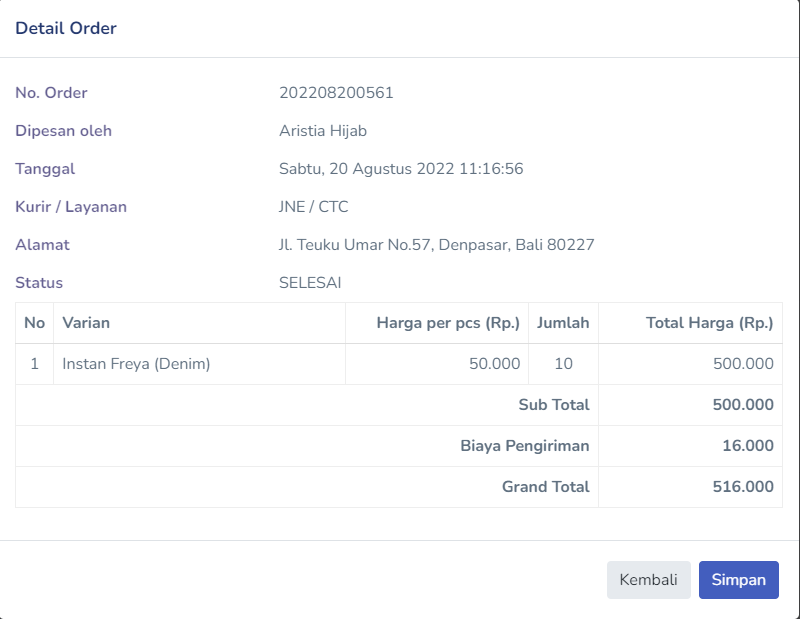 Detail Order
No. Order 202208200561
Dipesan oleh Aristia Hijab
Tanggal Sabtu, 20 Agustus 2022 11:16:56
Kurir / Layanan JNE / CTC
Alamat Jl. Teuku Umar No.57, Denpasar, Bali 80227
Status SELESAI
No Varian Harga per pcs (Rp.) Jumlah Total Harga (Rp.)
1 Instan Freya (Denim) 50.000 10 500.000
Sub Total 500.000
Biaya Pengiriman 16.000
Grand Total 516.000
Kembali Simpan